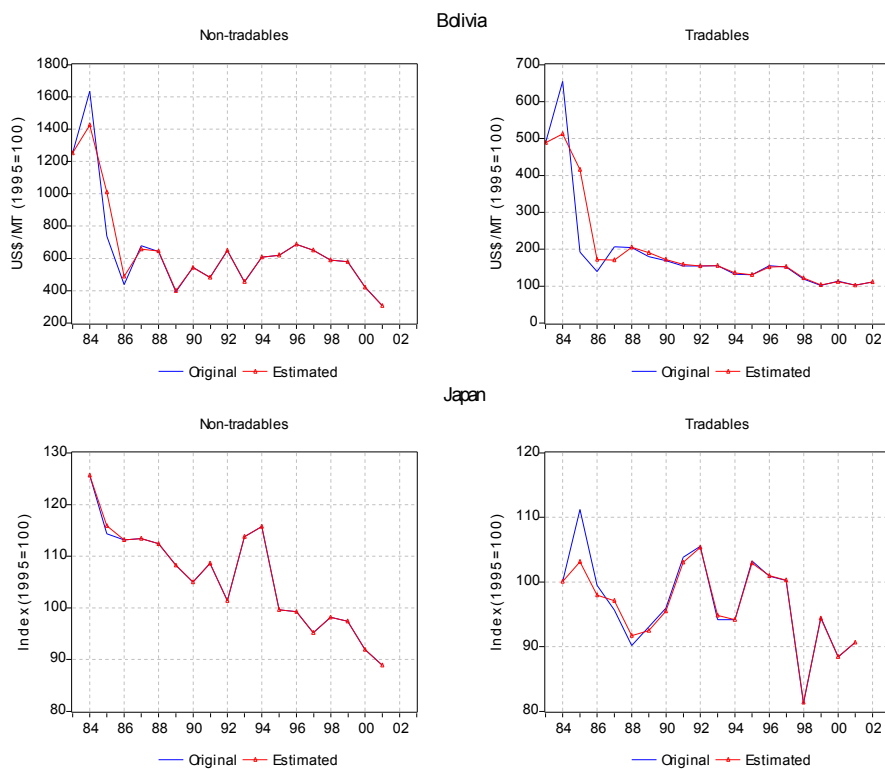 Bolivia
Non-tradables
US$/MT (1995=100)
1800
1600
1400
1200
1000
800
600
400
200
84 86 88 90 92 94 96 98 00 02
Original Estimated
Tradables
US$/MT (1995=100)
700
600
500
400
300
200
100
0
84 86 88 90 92 94 96 98 00 02
Original Estimated
Japan
Non-tradables
Index (1995=100)
130
120
110
100
90
80
84 86 88 90 92 94 96 98 00 02
Original Estimated
Tradables
Index (1995=100)
120
110
100
90
80
84 86 88 90 92 94 96 98 00 02
Original Estimated